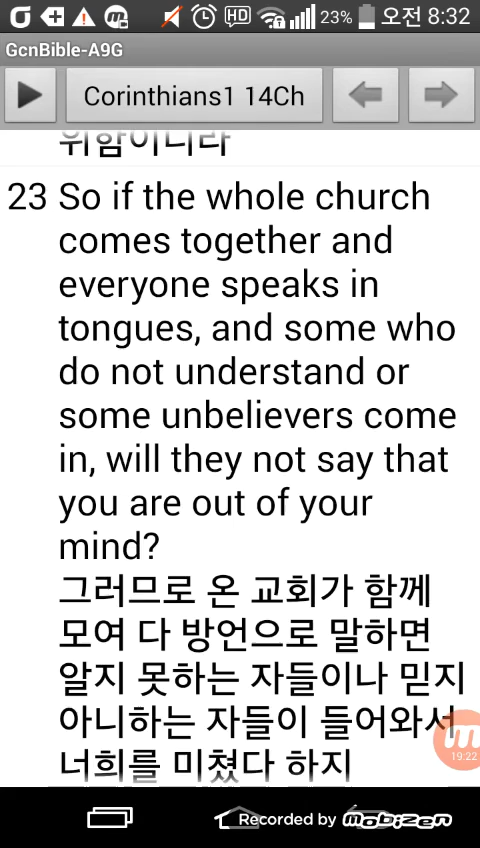 HD 23% 오전 8:32
GcnBible-A9G
Corinthians1 14Ch
위함이니라
23 So if the whole church
comes together and
everyone speaks in
tongues, and some who
do not understand or
some unbelievers come
in, will they not say that
you are out of your
mind?
그러므로 온 교회가 함께
모여 다 방언으로 말하면
알지 못하는 자들이나 믿지
아니하는 자들이 들어와서
너희를 미쳤다 하지
19:22
Recorded by mobizen